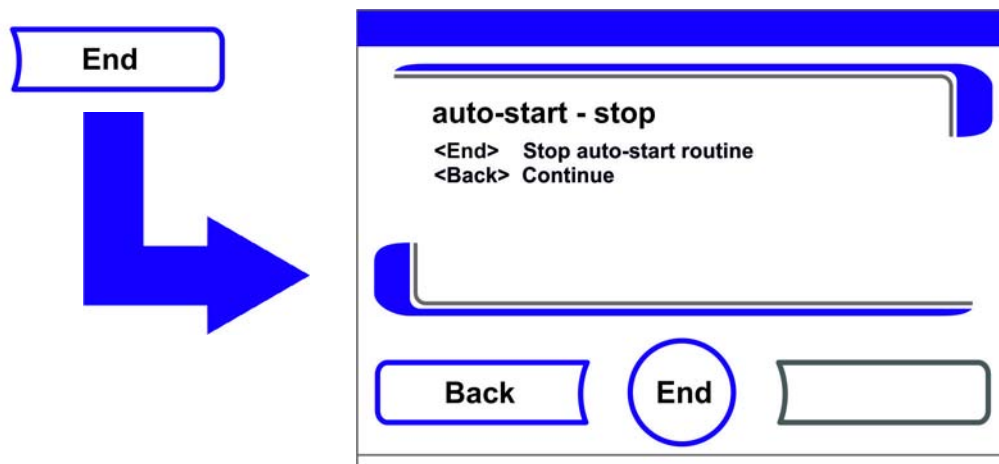 End
auto-start - stop
<End> Stop auto-start routine
<Back> Continue
Back
End